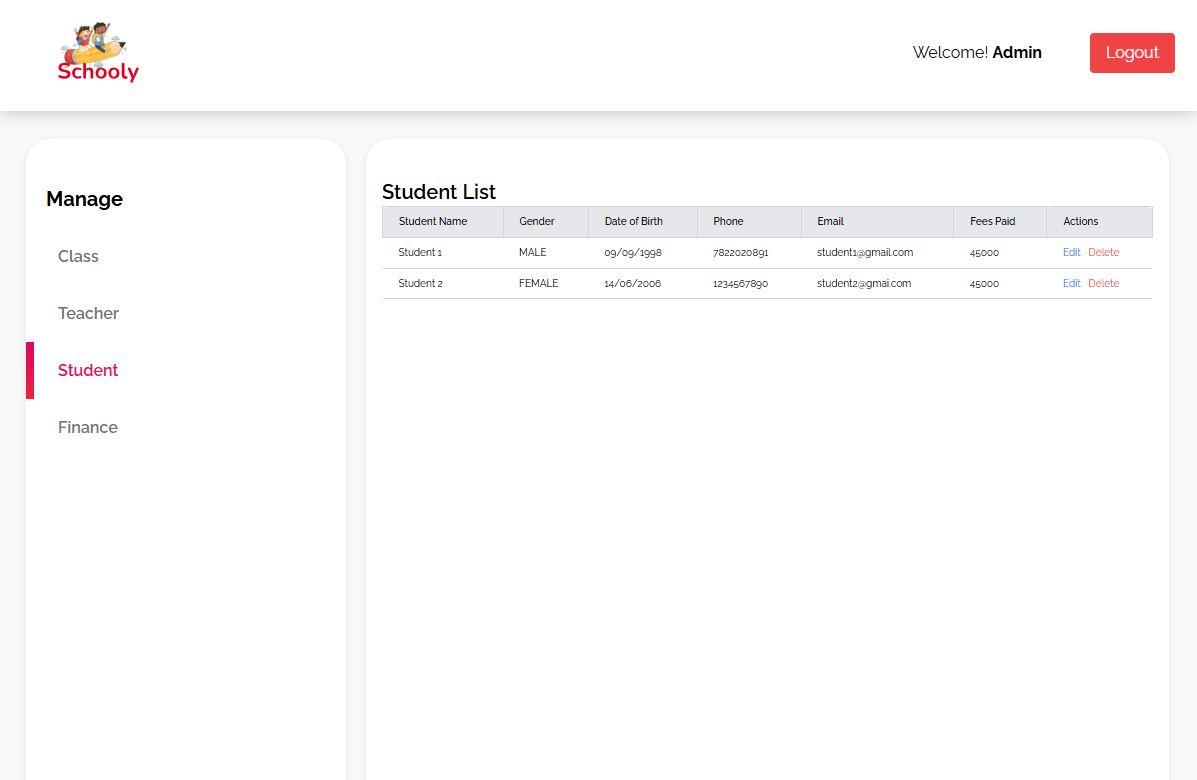 Schooly
Welcome! Admin
Logout
Manage
Class
Teacher
Student
Finance
Student List
Student Name Gender Date of Birth Phone Email Fees Paid Actions
Student 1 MALE 09/09/1998 7822020891 student1@gmail.com 45000 Edit Delete
Student 2 FEMALE 14/06/2006 1234567890 student2@gmai.com 45000 Edit Delete